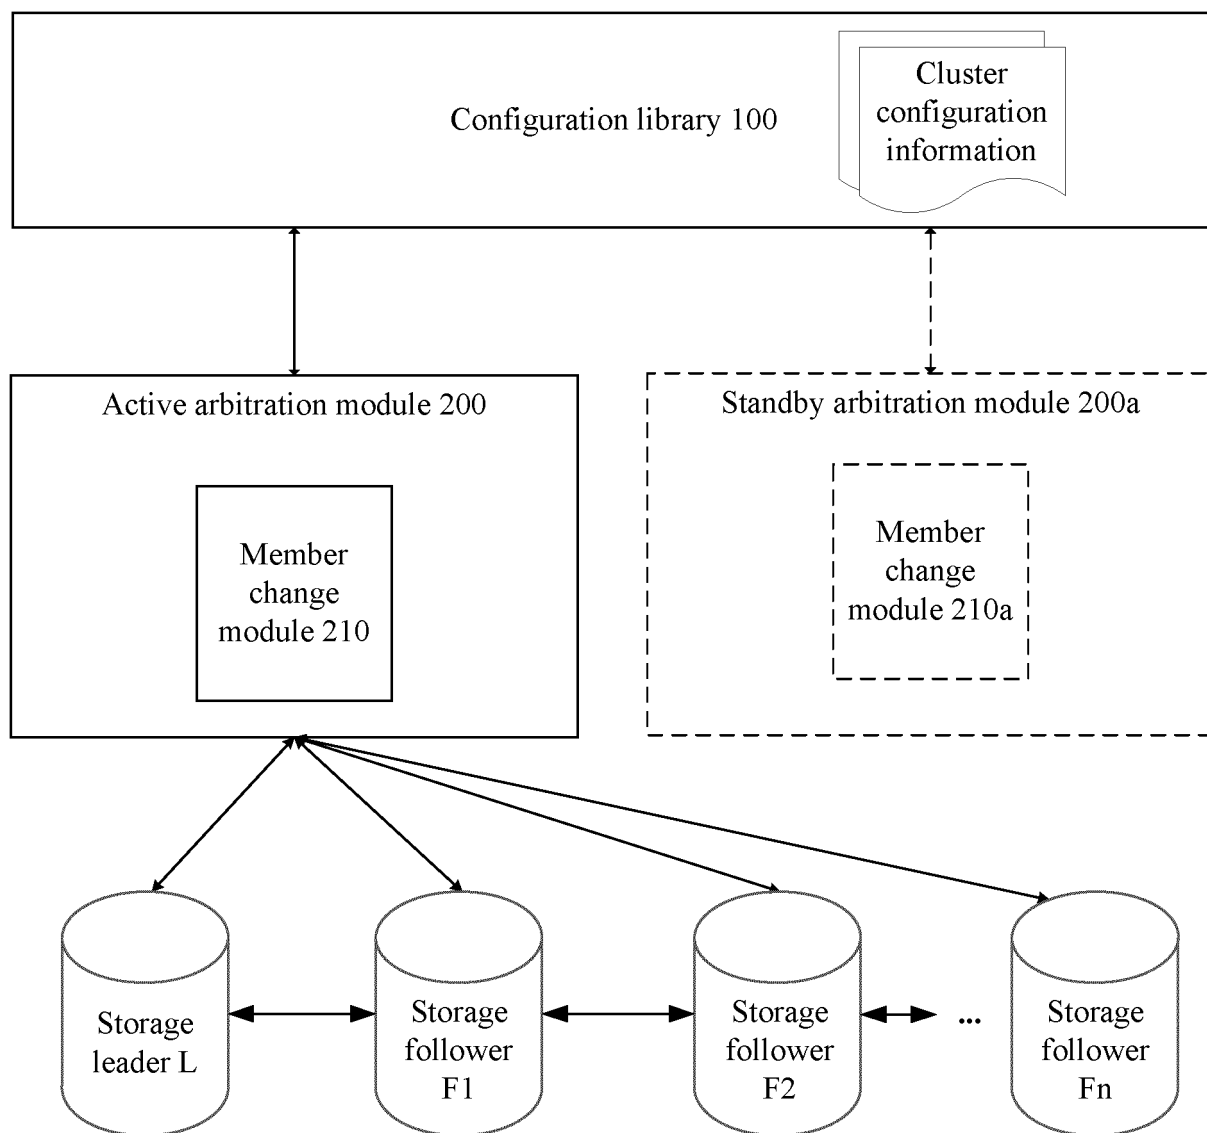 Configuration library 100
Cluster
configuration
information
Active arbitration module 200
Standby arbitration module 200a
Member
change
module 210
Member
change
module 210a
Storage
leader L
Storage
follower
F1
Storage
follower
F2
...
Storage
follower
Fn